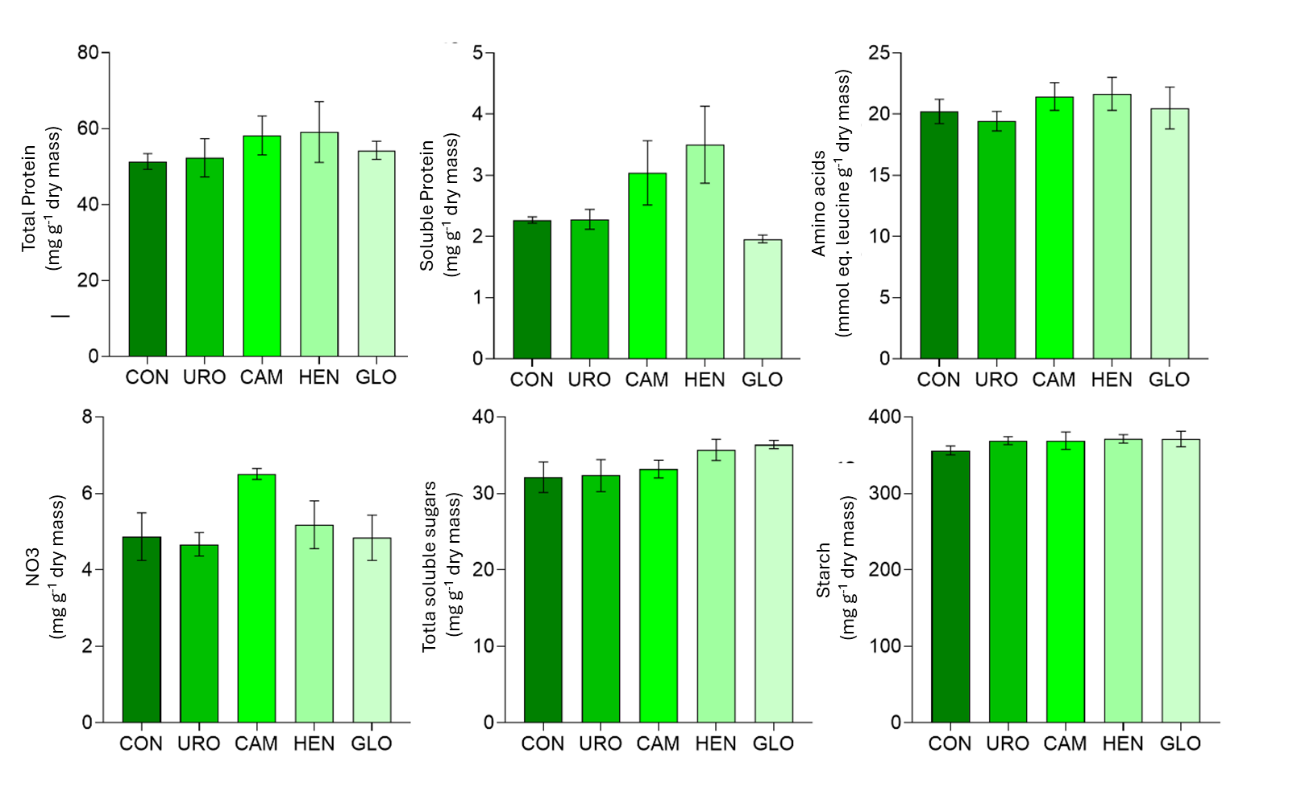 Total Protein
(mg g⁻¹ dry mass)
80
60
40
20
0
CON URO CAM HEN GLO
Soluble Protein
(mg g⁻¹ dry mass)
5
4
3
2
1
0
CON URO CAM HEN GLO
Amino acids
(mmol eq. leucine g⁻¹ dry mass)
25
20
15
10
5
0
CON URO CAM HEN GLO
NO3
(mg g⁻¹ dry mass)
8
6
4
2
0
CON URO CAM HEN GLO
Totla soluble sugars
(mg g⁻¹ dry mass)
40
30
20
10
0
CON URO CAM HEN GLO
Starch
(mg g⁻¹ dry mass)
400
300
200
100
0
CON URO CAM HEN GLO